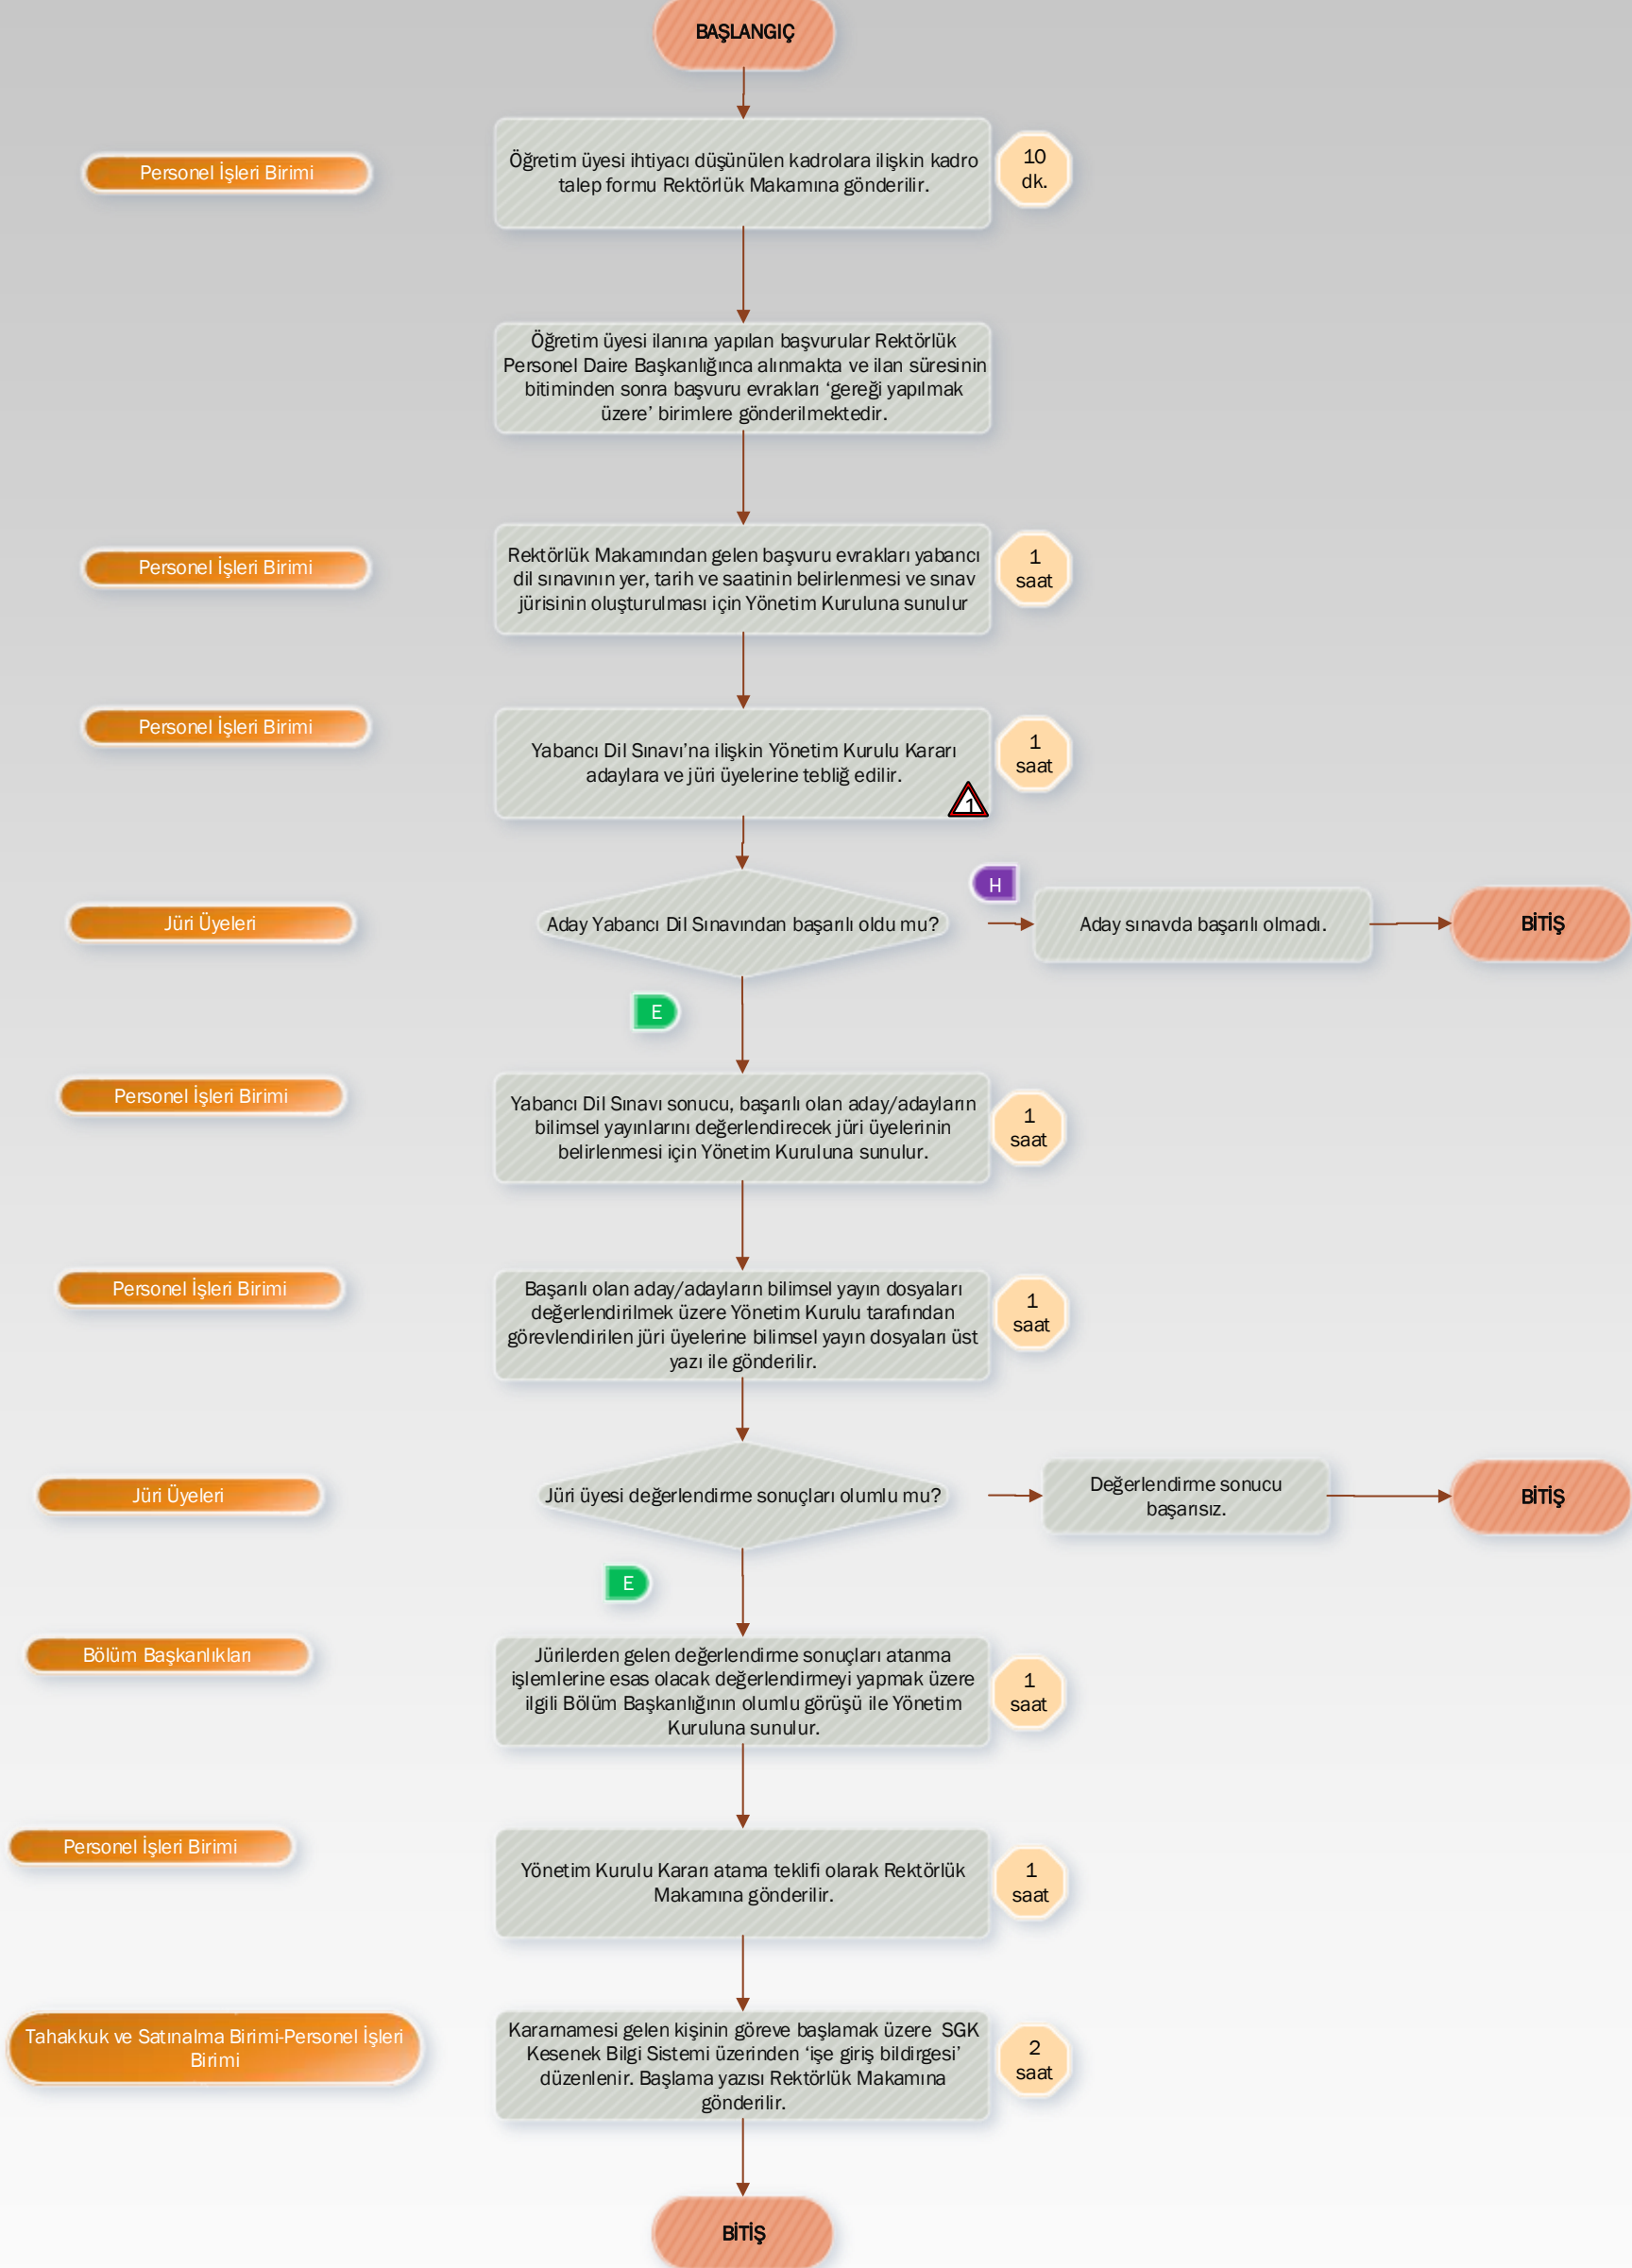 BAŞLANGIÇ
Personel İşleri Birimi
Öğretim üyesi ihtiyacı düşünülen kadrolara ilişkin kadro
talep formu Rektörlük Makamına gönderilir.
10
dk.
Öğretim üyesi ilanına yapılan başvurular Rektörlük
Personel Daire Başkanlığınca alınmakta ve ilan süresinin
bitiminden sonra başvuru evrakları ‘gereği yapılmak
üzere’ birimlere gönderilmektedir.
Personel İşleri Birimi
Rektörlük Makamından gelen başvuru evrakları yabancı
dil sınavının yer, tarih ve saatinin belirlenmesi ve sınav
jürisinin oluşturulması için Yönetim Kuruluna sunulur
1
saat
Personel İşleri Birimi
Yabancı Dil Sınavı’na ilişkin Yönetim Kurulu Kararı
adaylara ve jüri üyelerine tebliğ edilir.
1
1
saat
Jüri Üyeleri
Aday Yabancı Dil Sınavından başarılı oldu mu?
H
Aday sınavda başarılı olmadı.
BİTİŞ
E
Personel İşleri Birimi
Yabancı Dil Sınavı sonucu, başarılı olan aday/adayların
bilimsel yayınlarını değerlendirecek jüri üyelerinin
belirlenmesi için Yönetim Kuruluna sunulur.
1
saat
Personel İşleri Birimi
Başarılı olan aday/adayların bilimsel yayın dosyaları
değerlendirilmek üzere Yönetim Kurulu tarafından
görevlendirilen jüri üyelerine bilimsel yayın dosyaları üst
yazı ile gönderilir.
1
saat
Jüri Üyeleri
Jüri üyesi değerlendirme sonuçları olumlu mu?
Değerlendirme sonucu
başarısız.
BİTİŞ
E
Bölüm Başkanlıkları
Jürilerden gelen değerlendirme sonuçları atanma
işlemlerine esas olacak değerlendirmeyi yapmak üzere
ilgili Bölüm Başkanlığının olumlu görüşü ile Yönetim
Kuruluna sunulur.
1
saat
Personel İşleri Birimi
Yönetim Kurulu Kararı atama teklifi olarak Rektörlük
Makamına gönderilir.
1
saat
Tahakkuk ve Satınalma Birimi-Personel İşleri
Birimi
Kararnamesi gelen kişinin göreve başlamak üzere  SGK
Kesenek Bilgi Sistemi üzerinden ‘işe giriş bildirgesi’
düzenlenir. Başlama yazısı Rektörlük Makamına
gönderilir.
2
saat
BİTİŞ